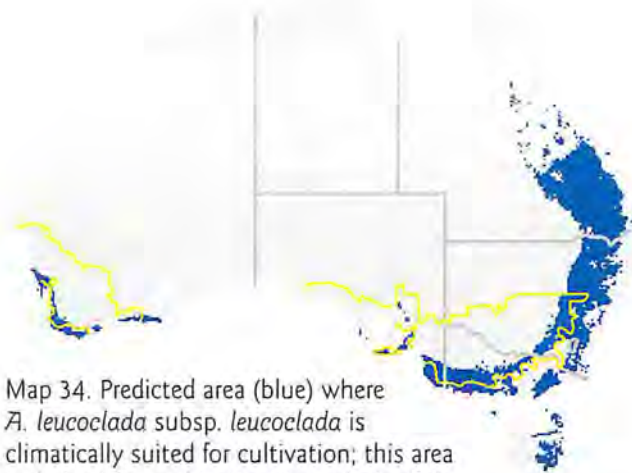 Map 34. Predicted area (blue) where
A. leucoclada subsp. leucoclada is
climatically suited for cultivation; this area